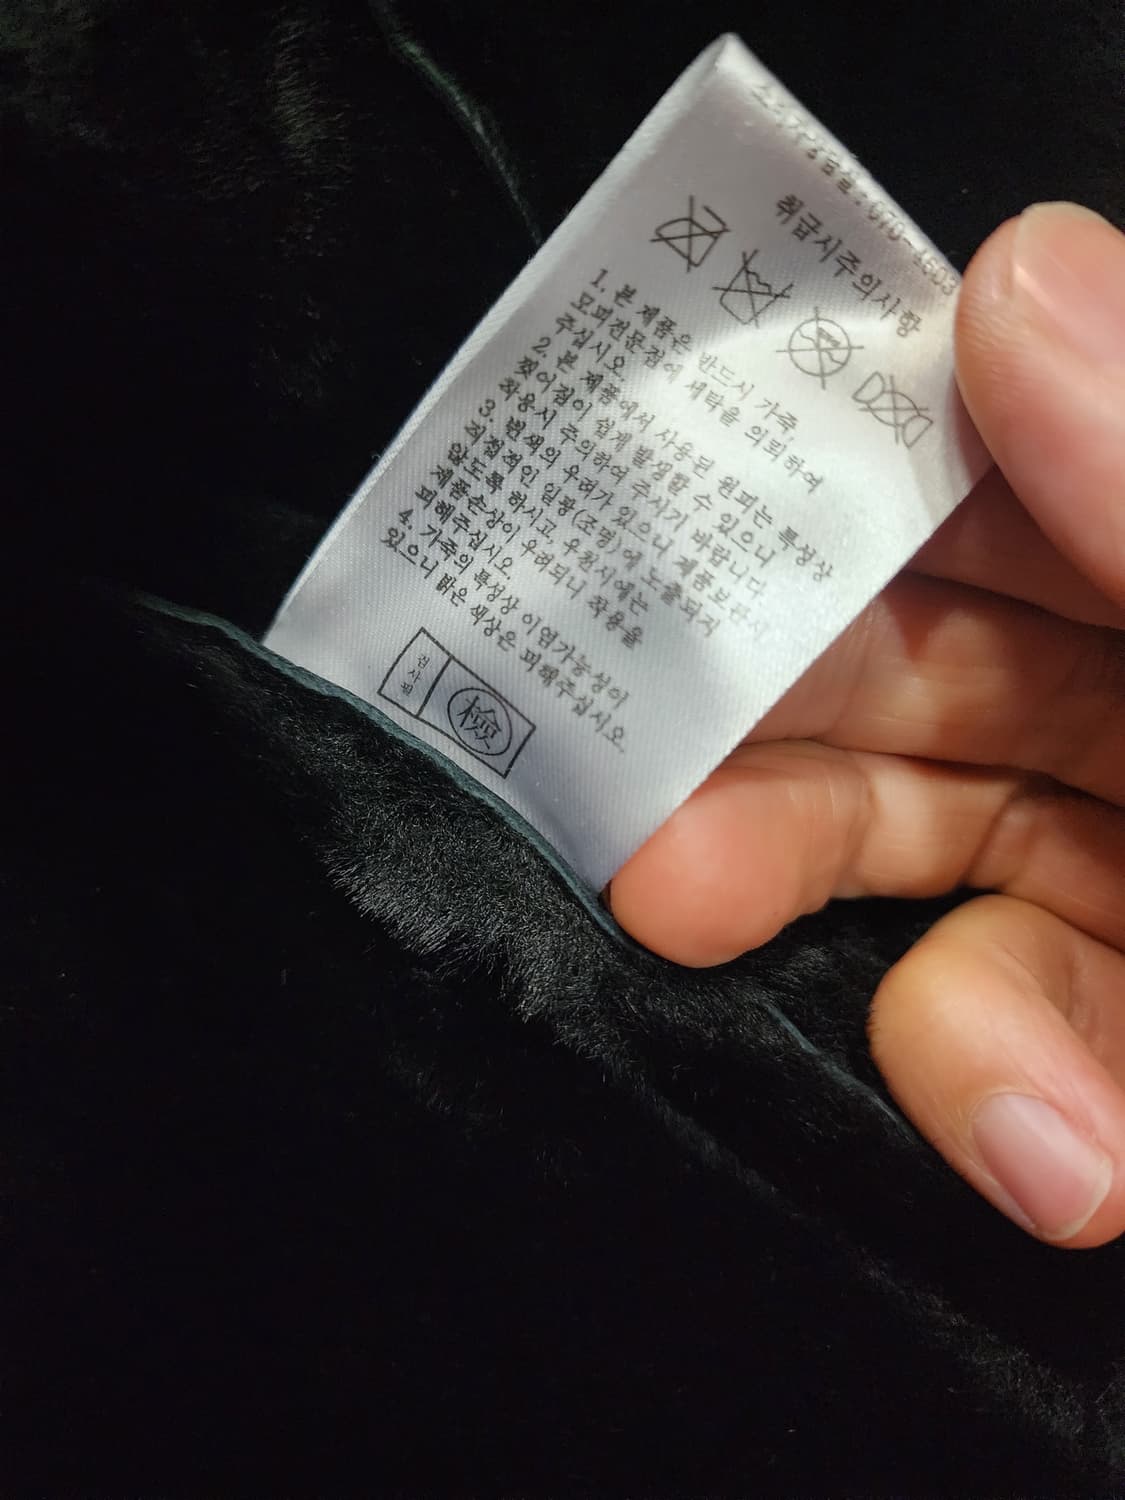 취급시주의사항
1. 본 제품은 반드시 가죽,
모피전문점에 세탁을 의뢰하여
주십시오.
2. 본 제품에서 사용된 원피는 특성상
찢어짐이 쉽게 발생할 수 있으니
착용시 주의하여 주시기 바랍니다
3. 변색의 우려가 있으니 제품보관시
직접적인 일광(조명)에 노출되지
않도록 하시고, 우천시에는
제품손상이 우려되니 착용을
피해주십시오.
4. 가죽의 특성상 이염가능성이
있으니 밝은 색상은 피해주십시오.
검사필
檢